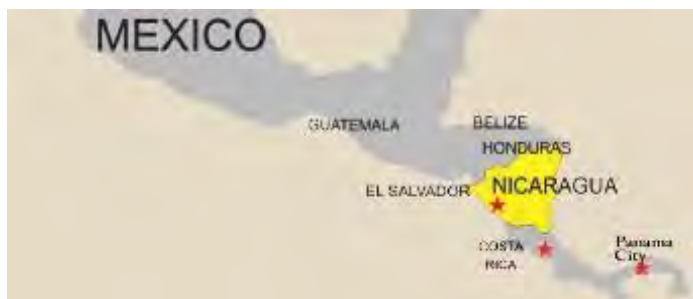 MEXICO
GUATEMALA
BELIZE
HONDURAS
EL SALVADOR
NICARAGUA
COSTA
RICA
Panama
City